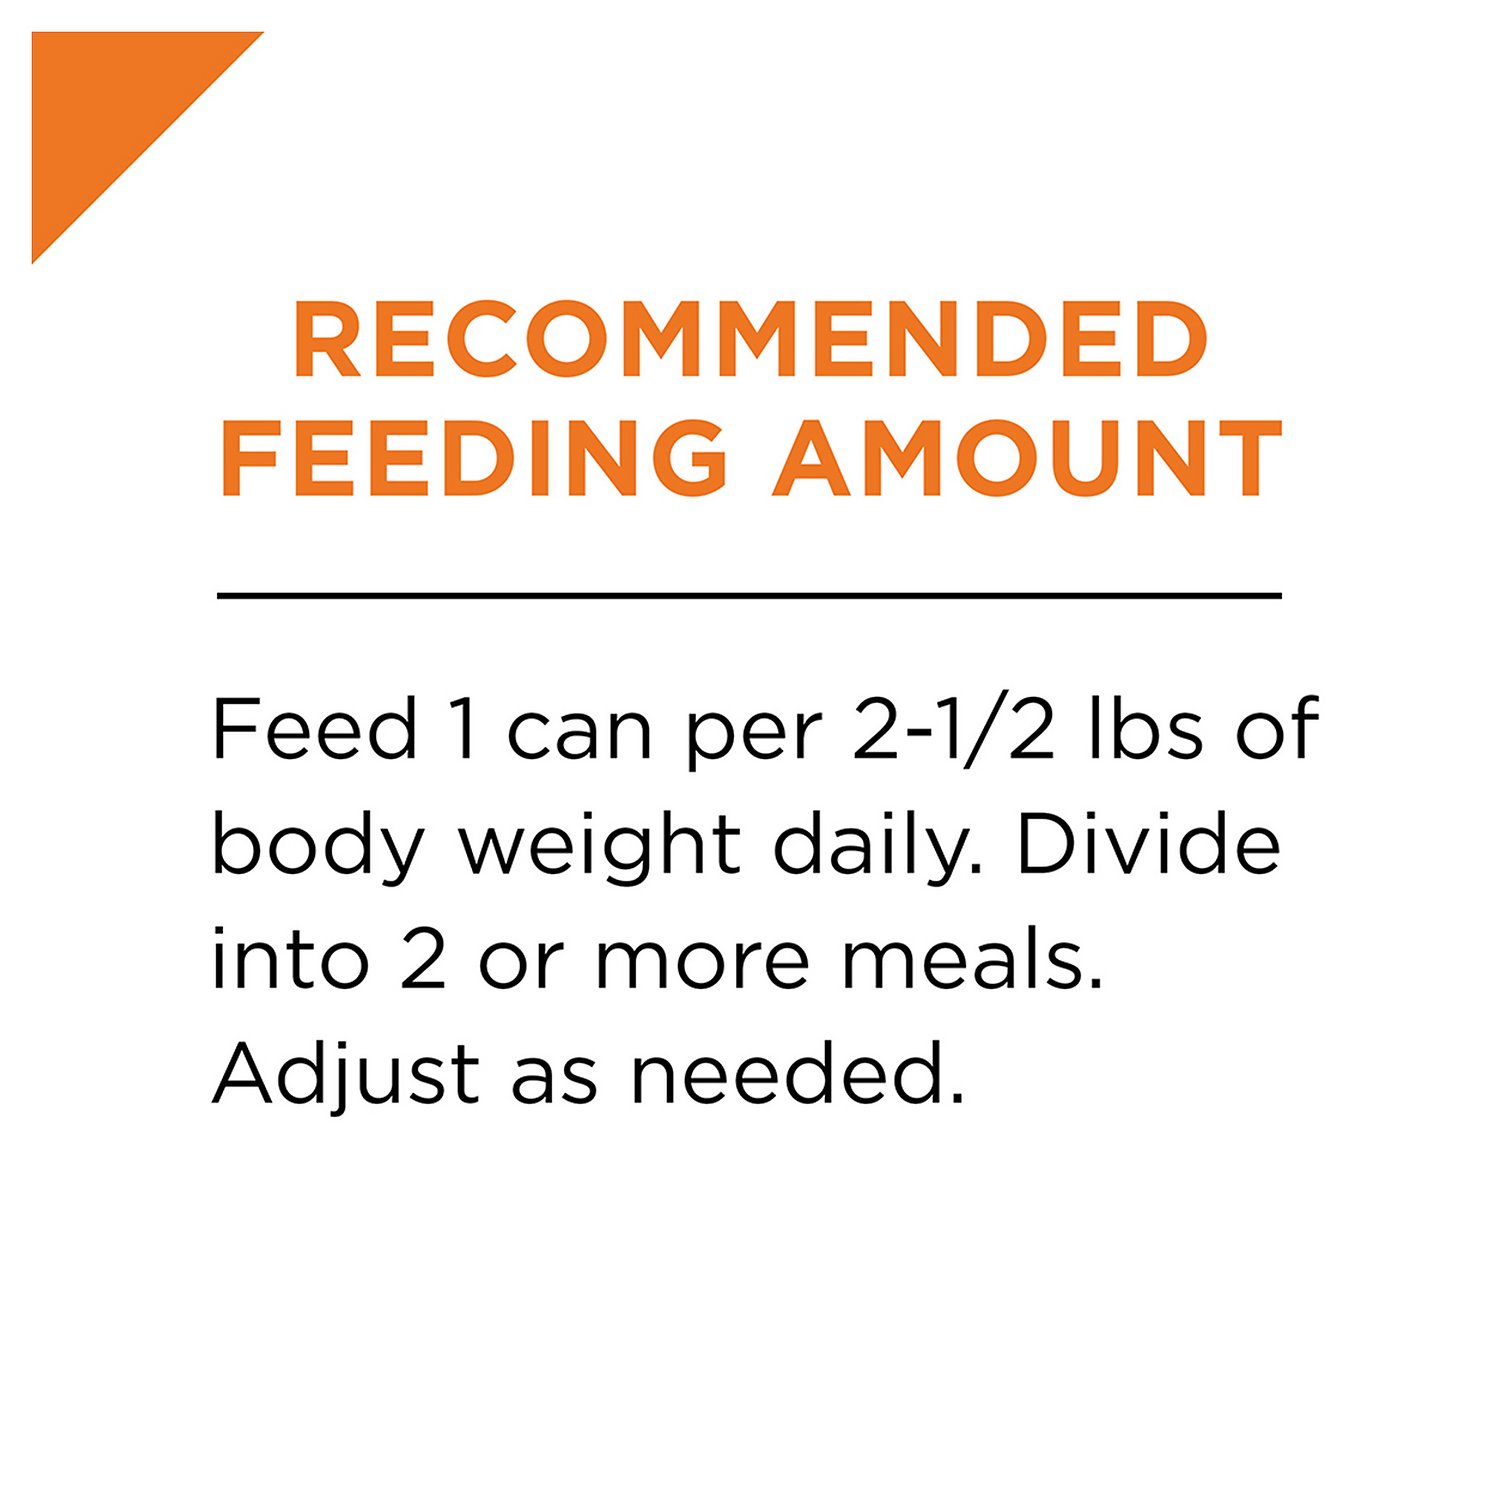 RECOMMENDED
FEEDING AMOUNT
Feed 1 can per 2-1/2 lbs of
body weight daily. Divide
into 2 or more meals.
Adjust as needed.